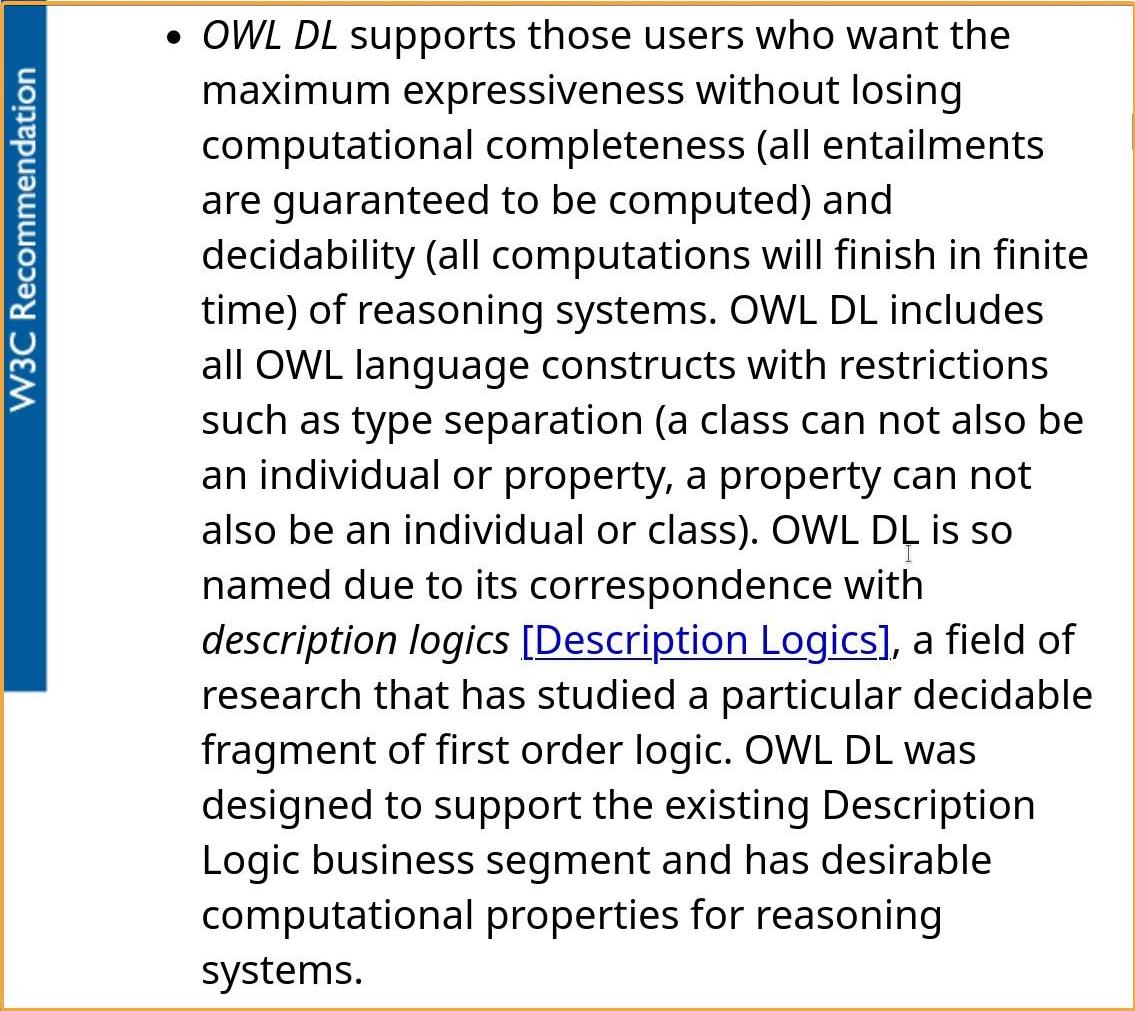 W3C Recommendation
• OWL DL supports those users who want the
maximum expressiveness without losing
computational completeness (all entailments
are guaranteed to be computed) and
decidability (all computations will finish in finite
time) of reasoning systems. OWL DL includes
all OWL language constructs with restrictions
such as type separation (a class can not also be
an individual or property, a property can not
also be an individual or class). OWL DL is so
named due to its correspondence with
description logics [Description Logics], a field of
research that has studied a particular decidable
fragment of first order logic. OWL DL was
designed to support the existing Description
Logic business segment and has desirable
computational properties for reasoning
systems.